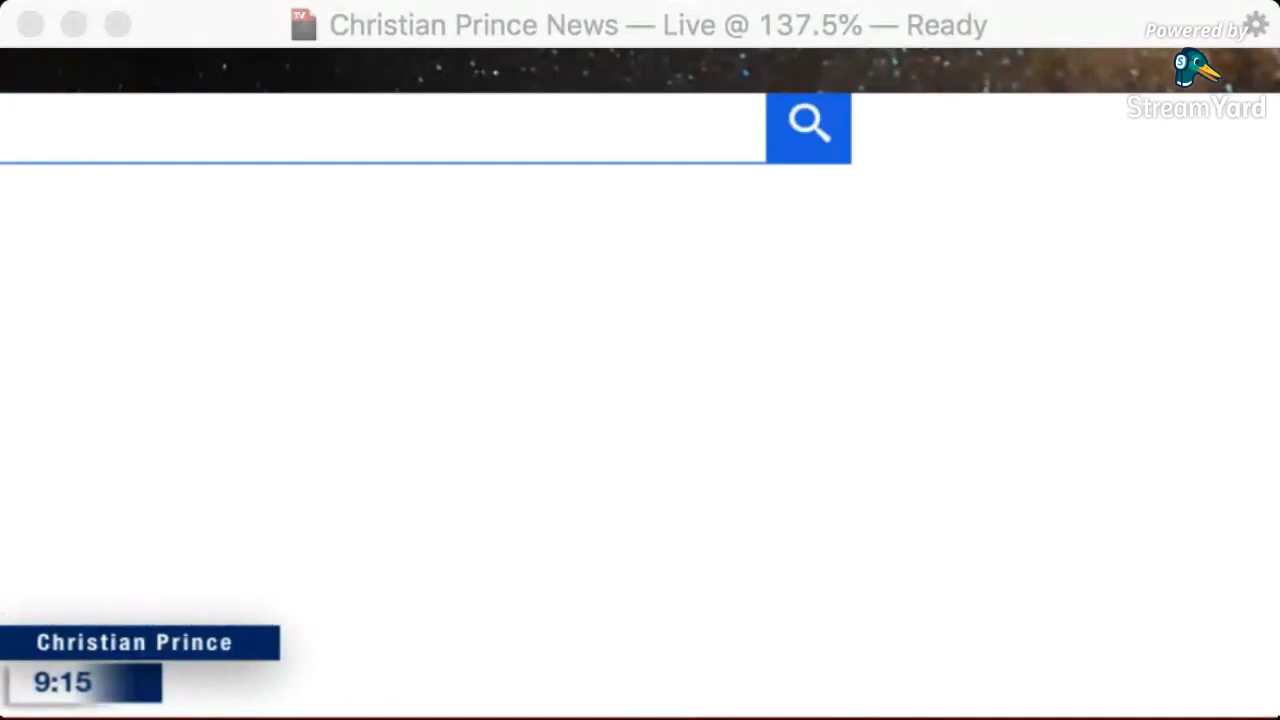 Christian Prince News — Live @ 137.5% — Ready
Powered by
StreamYard
Christian Prince
9:15